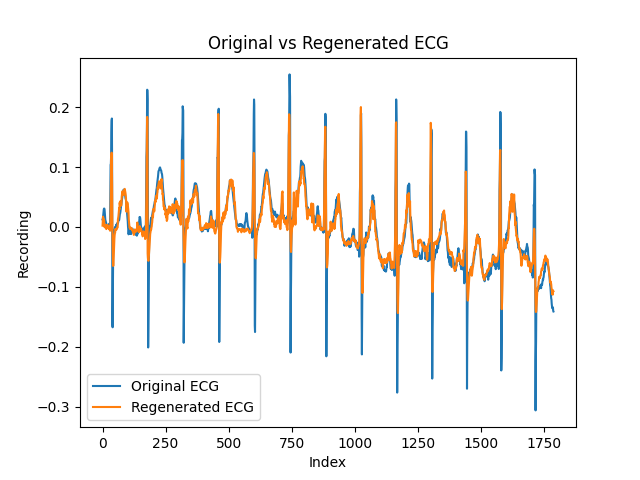 Original vs Regenerated ECG
Recording
0.2
0.1
0.0
−0.1
−0.2
−0.3
Original ECG
Regenerated ECG
0 250 500 750 1000 1250 1500 1750
Index